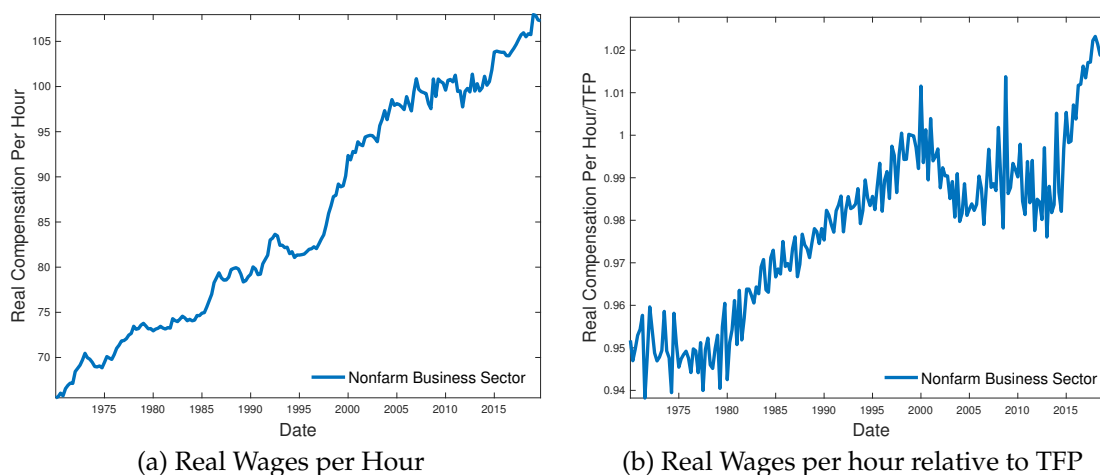 105
100
95
90
85
80
75
70
Real Compensation Per Hour
Nonfarm Business Sector
1975 1980 1985 1990 1995 2000 2005 2010 2015
Date
(a) Real Wages per Hour
1.02
1.01
1
0.99
0.98
0.97
0.96
0.95
0.94
Real Compensation Per Hour/TFP
Nonfarm Business Sector
1975 1980 1985 1990 1995 2000 2005 2010 2015
Date
(b) Real Wages per hour relative to TFP